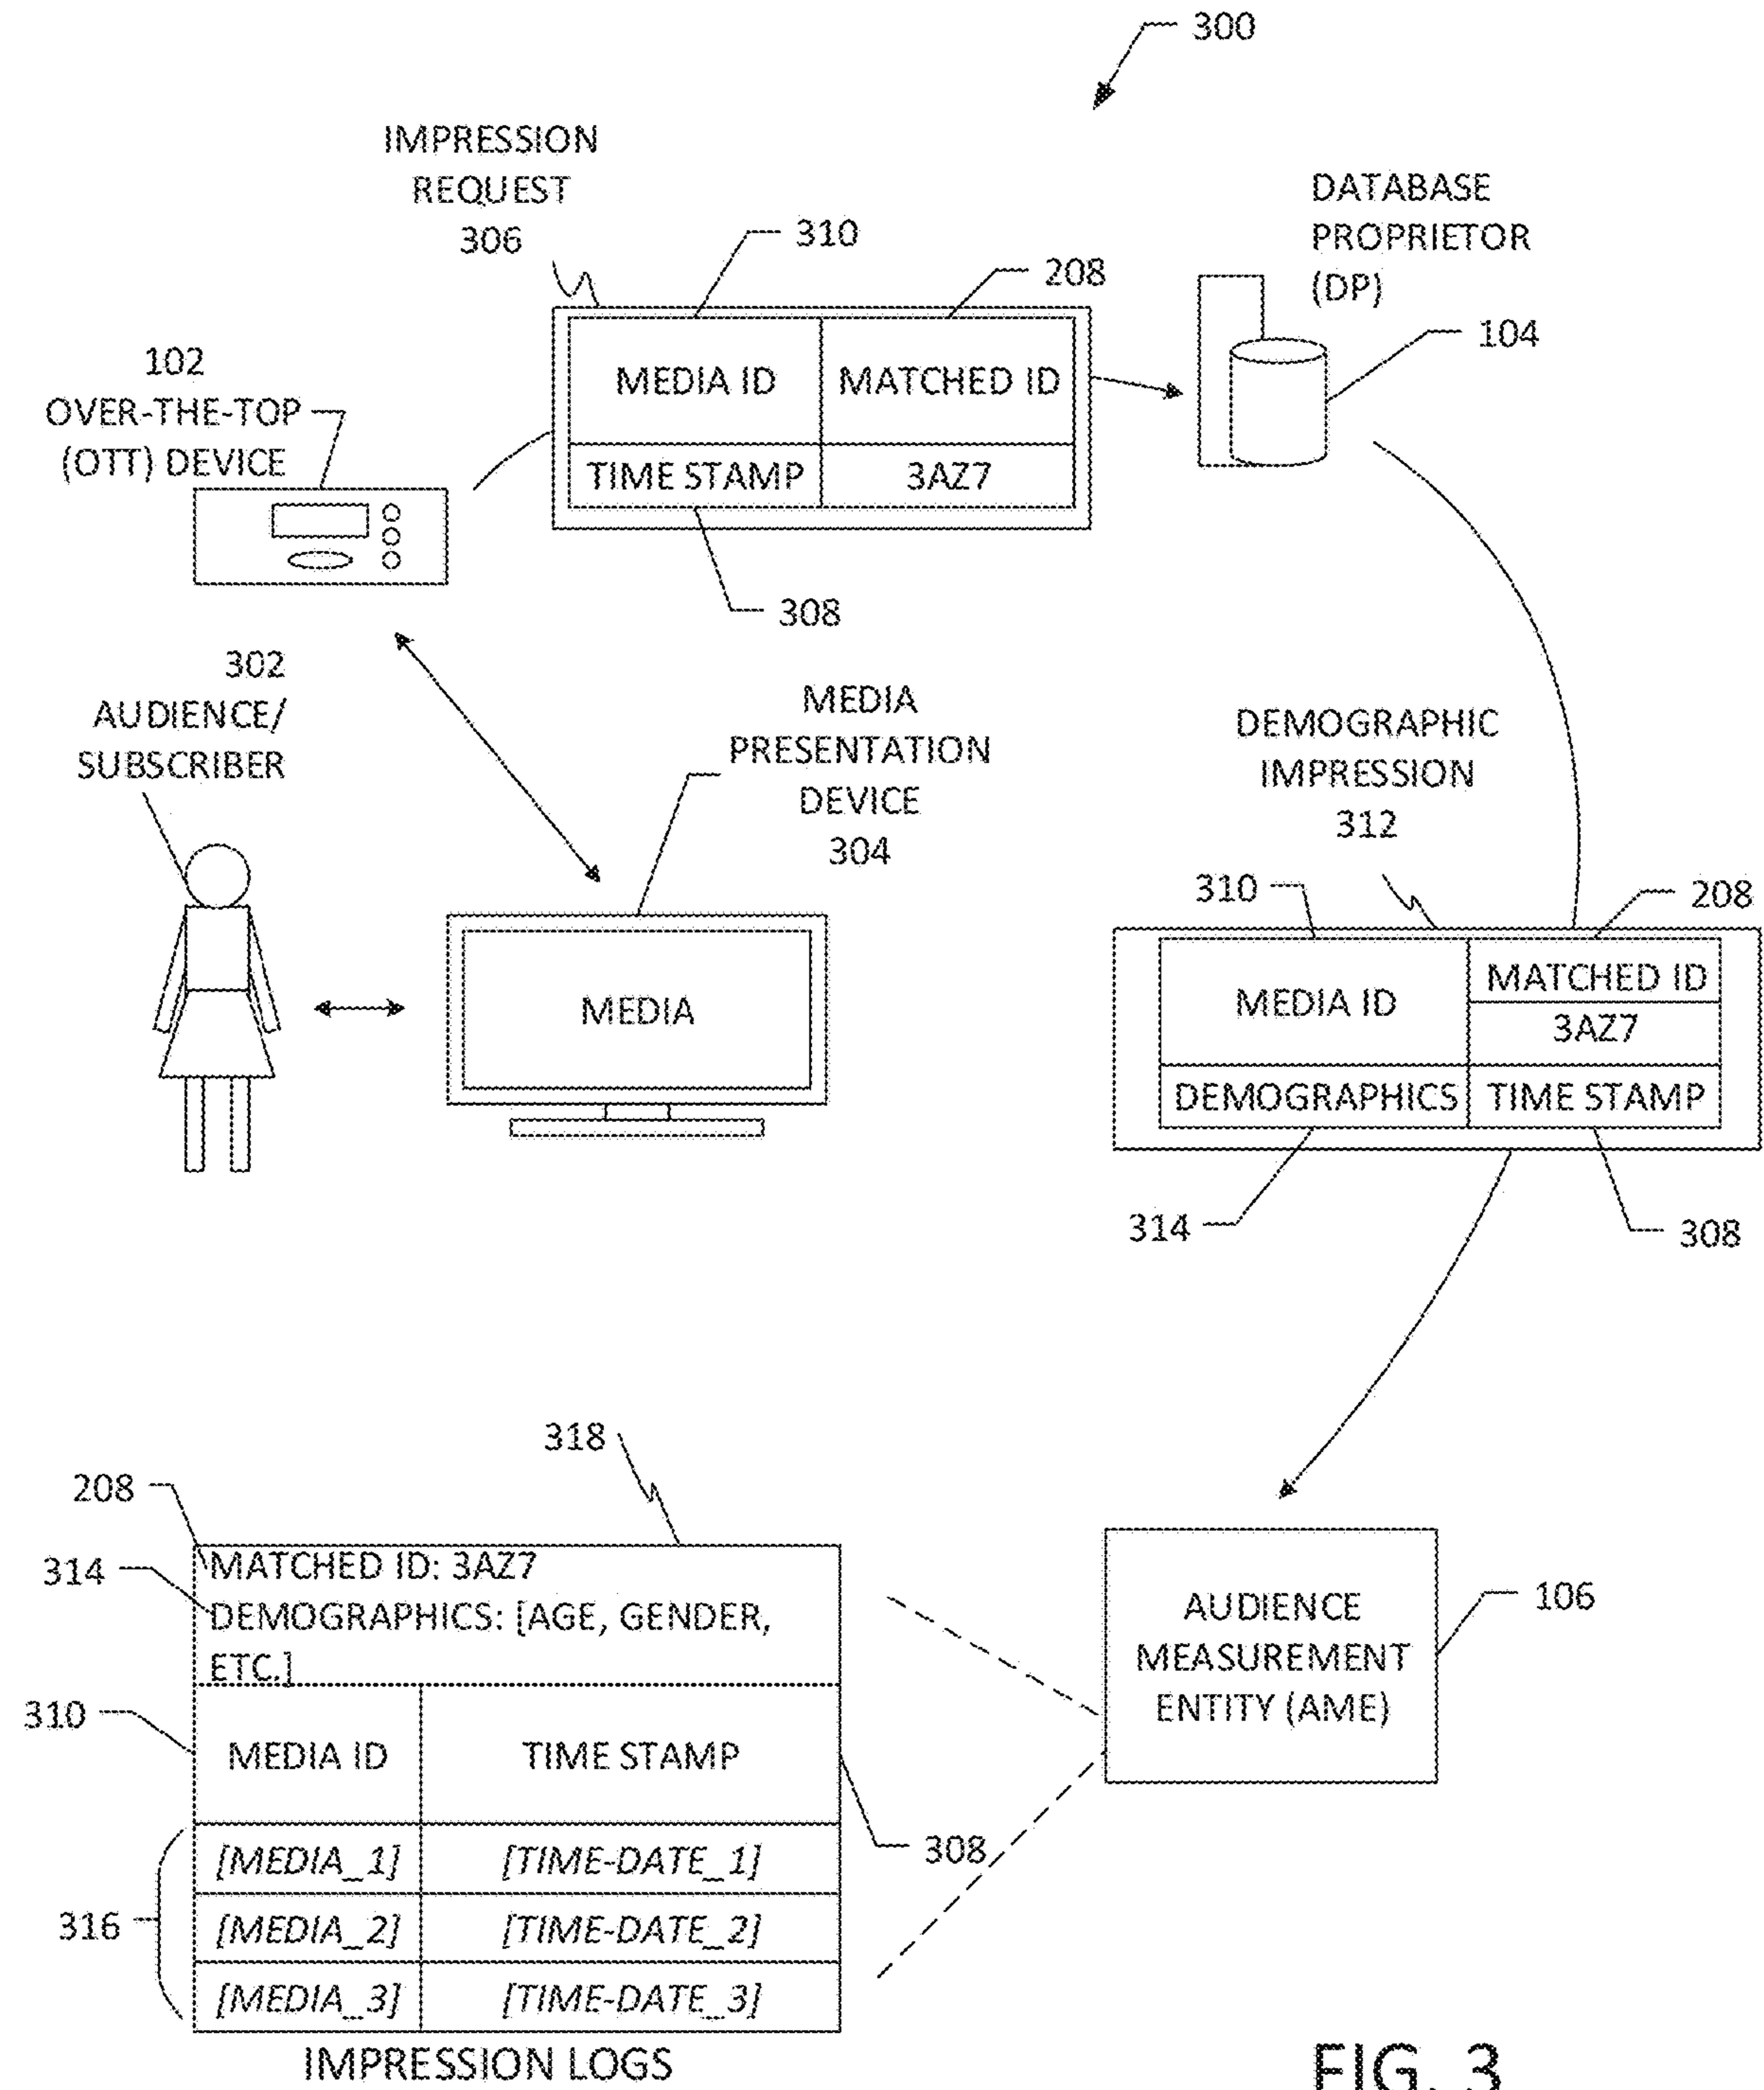 300
IMPRESSION
REQUEST
306
310
208
DATABASE
PROPRIETOR
(DP)
104
102
OVER-THE-TOP
(OTT) DEVICE
MEDIA ID
MATCHED ID
TIME STAMP
3AZ7
308
302
AUDIENCE/
SUBSCRIBER
MEDIA
PRESENTATION
DEVICE
304
MEDIA
DEMOGRAPHIC
IMPRESSION
312
310
208
MEDIA ID
MATCHED ID
3AZ7
DEMOGRAPHICS
TIME STAMP
314
308
318
208
314
MATCHED ID: 3AZ7
DEMOGRAPHICS: [AGE, GENDER,
ETC.]
310
MEDIA ID
TIME STAMP
308
316
[MEDIA_1]
[TIME-DATE_1]
[MEDIA_2]
[TIME-DATE_2]
[MEDIA_3]
[TIME-DATE_3]
IMPRESSION LOGS
AUDIENCE
MEASUREMENT
ENTITY (AME)
106
FIG. 3